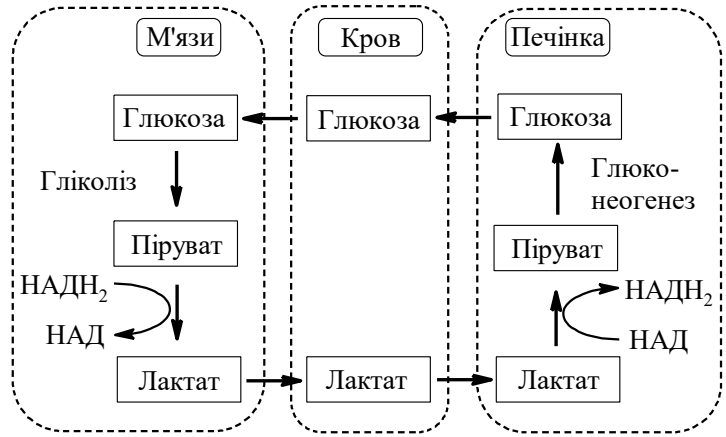 М'язи
Кров
Печінка
Глюкоза
Глюкоза
Глюкоза
Гліколіз
Глюко-
неогенез
Піруват
Піруват
НАДН₂
НАД
НАДН₂
НАД
Лактат
Лактат
Лактат